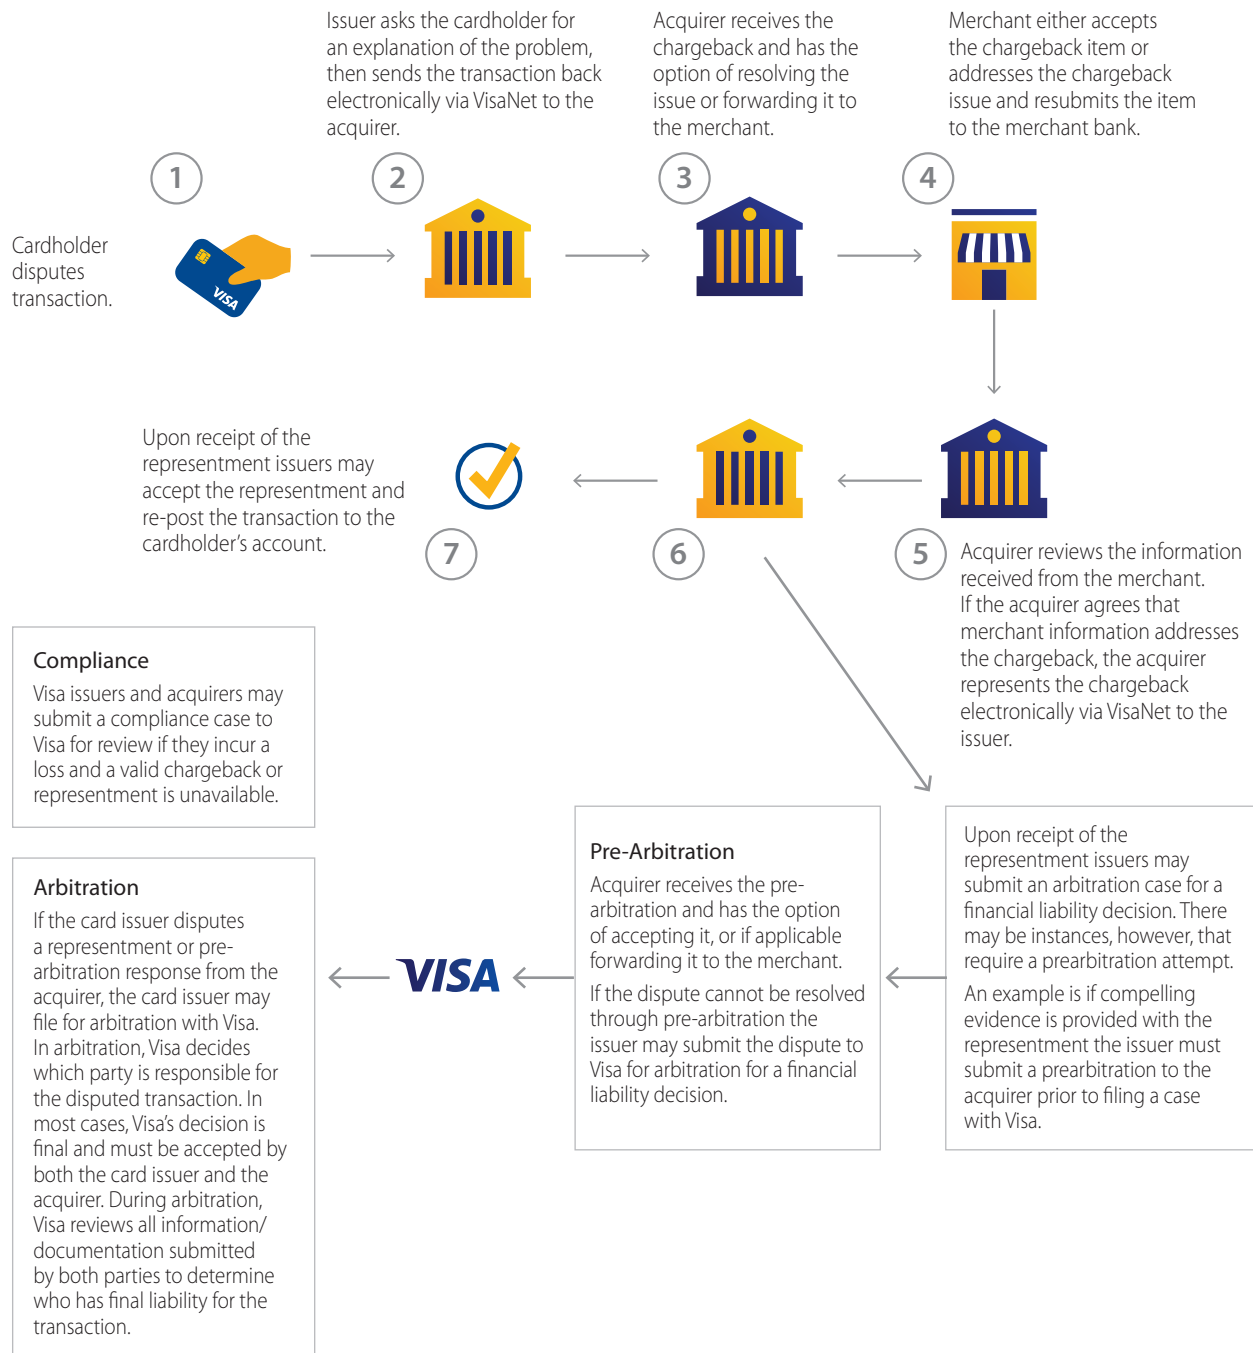 Issuer asks the cardholder for
an explanation of the problem,
then sends the transaction back
electronically via VisaNet to the
acquirer.
Acquirer receives the
chargeback and has the
option of resolving the
issue or forwarding it to
the merchant.
Merchant either accepts
the chargeback item or
addresses the chargeback
issue and resubmits the item
to the merchant bank.
1
2
3
4
Cardholder
disputes
transaction.
VISA
Upon receipt of the
representment issuers may
accept the representment and
re-post the transaction to the
cardholder’s account.
7
6
5
Acquirer reviews the information
received from the merchant.
If the acquirer agrees that
merchant information addresses
the chargeback, the acquirer
represents the chargeback
electronically via VisaNet to the
issuer.
Compliance
Visa issuers and acquirers may
submit a compliance case to
Visa for review if they incur a
loss and a valid chargeback or
representment is unavailable.
Arbitration
If the card issuer disputes
a representment or pre-
arbitration response from the
acquirer, the card issuer may
file for arbitration with Visa.
In arbitration, Visa decides
which party is responsible for
the disputed transaction. In
most cases, Visa’s decision is
final and must be accepted by
both the card issuer and the
acquirer. During arbitration,
Visa reviews all information/
documentation submitted
by both parties to determine
who has final liability for the
transaction.
VISA
Pre-Arbitration
Acquirer receives the pre-
arbitration and has the option
of accepting it, or if applicable
forwarding it to the merchant.
If the dispute cannot be resolved
through pre-arbitration the
issuer may submit the dispute to
Visa for arbitration for a financial
liability decision.
Upon receipt of the
representment issuers may
submit an arbitration case for a
financial liability decision. There
may be instances, however, that
require a prearbitration attempt.
An example is if compelling
evidence is provided with the
representment the issuer must
submit a prearbitration to the
acquirer prior to filing a case
with Visa.